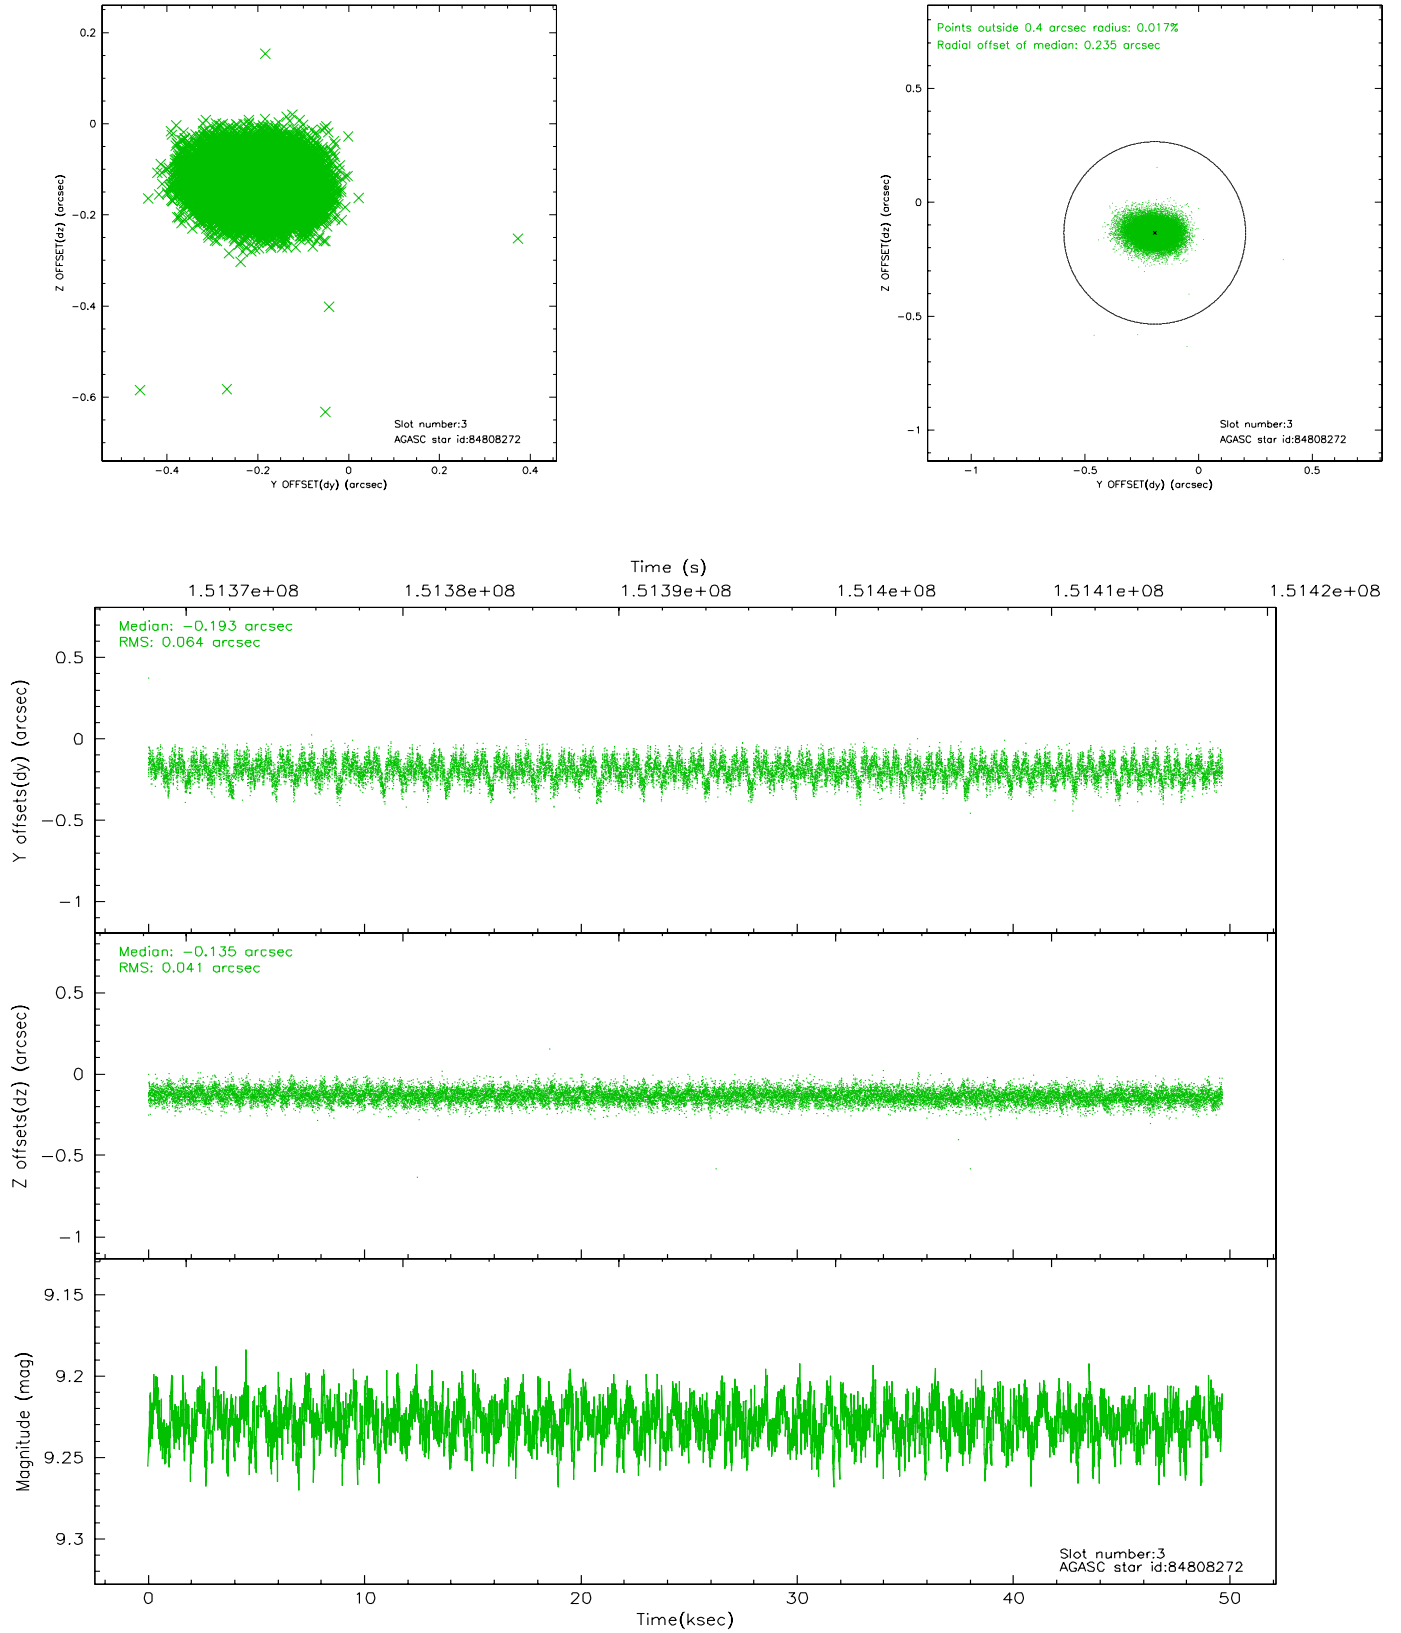 0.2
0
−0.2
−0.4
−0.6
Z OFFSET(dz) (arcsec)
Slot number:3
AGASC star id:84808272
−0.4 −0.2 0 0.2 0.4
Y OFFSET(dy) (arcsec)
Points outside 0.4 arcsec radius: 0.017%
Radial offset of median: 0.235 arcsec
0.5
0
−0.5
−1
Z OFFSET(dz) (arcsec)
Slot number:3
AGASC star id:84808272
−1 −0.5 0 0.5
Y OFFSET(dy) (arcsec)
Time (s)
1.5137e+08 1.5138e+08 1.5139e+08 1.514e+08 1.5141e+08 1.5142e+08
Median: −0.193 arcsec
RMS: 0.064 arcsec
0.5
0
−0.5
−1
Y offsets(dy) (arcsec)
Median: −0.135 arcsec
RMS: 0.041 arcsec
0.5
0
−0.5
−1
Z offsets(dz) (arcsec)
9.15
9.2
9.25
9.3
Magnitude (mag)
Slot number:3
AGASC star id:84808272
0 10 20 30 40 50
Time(ksec)